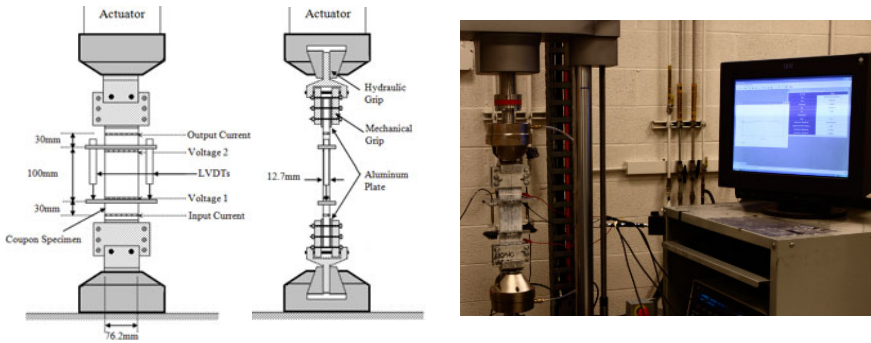 Actuator
Actuator
Hydraulic
Grip
30mm
Output Current
Mechanical
Grip
Voltage 2
100mm
LVDTs
12.7mm
Aluminum
Plate
Voltage 1
30mm
Input Current
Coupon Specimen
76.2mm